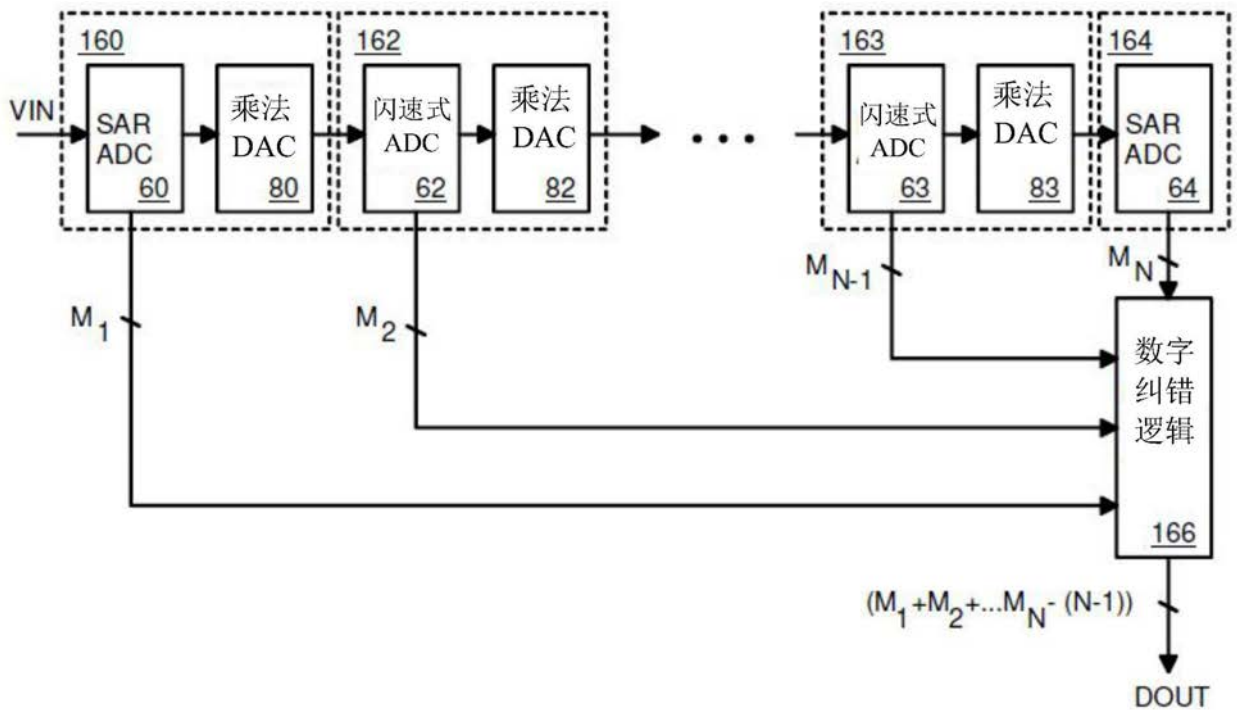 160
162
163
164
VIN
SAR
ADC
60
乘法
DAC
80
闪速式
ADC
62
乘法
DAC
82
• • •
闪速式
ADC
63
乘法
DAC
83
SAR
ADC
64
M1
M2
MN-1
MN
数字
纠错
逻辑
166
(M1+M2+...MN- (N-1))
DOUT